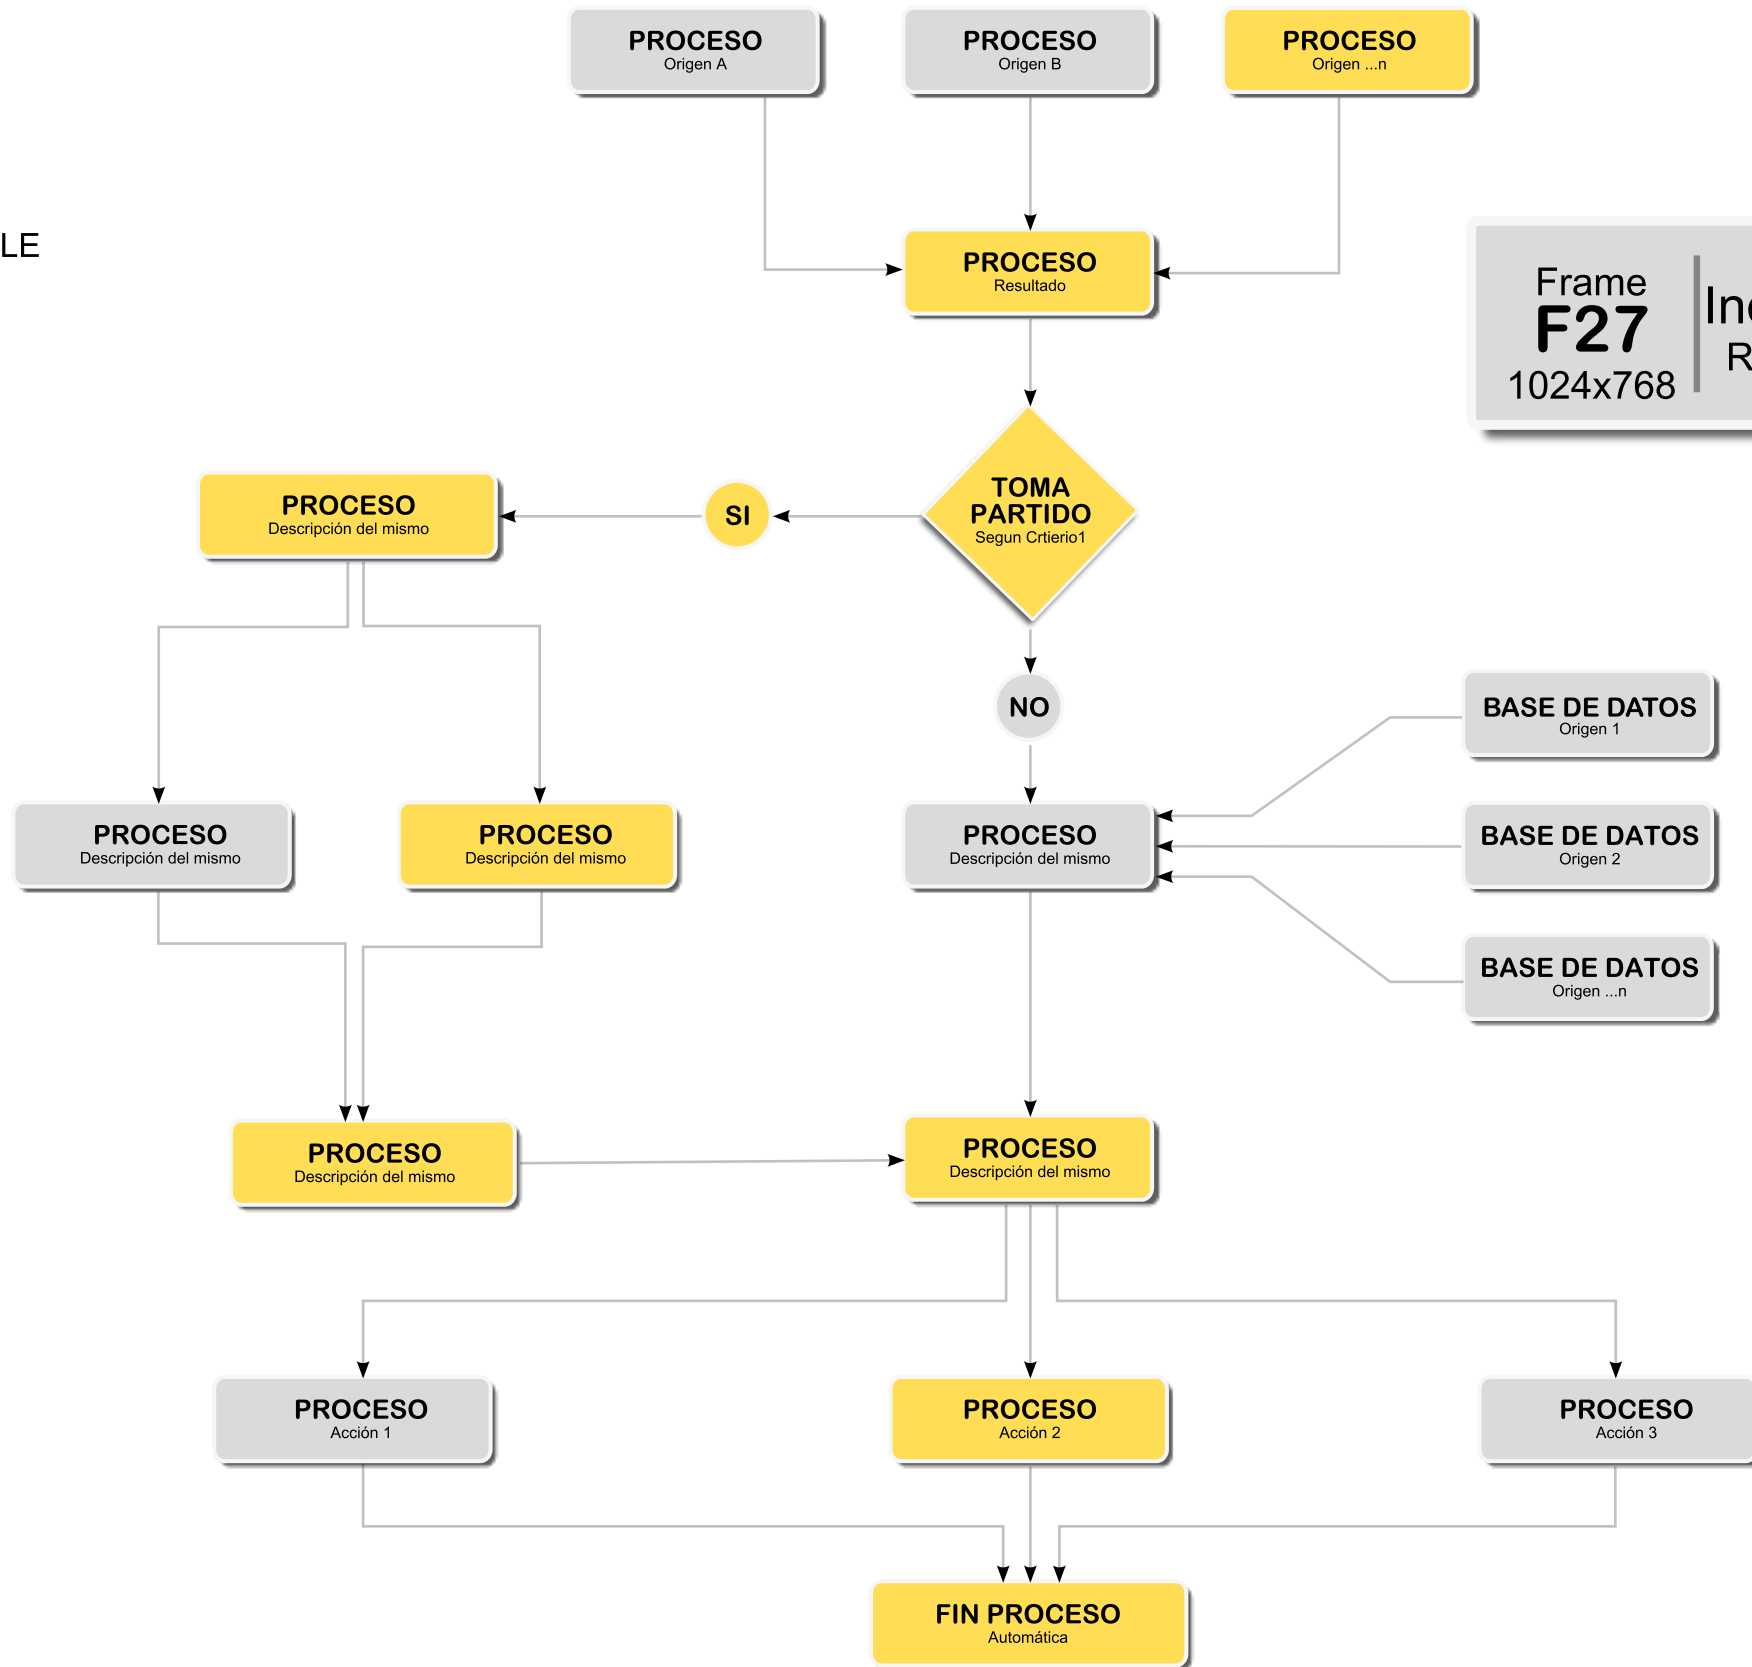 PROCESO
Origen A
PROCESO
Origen B
PROCESO
Origen ...n
LE
PROCESO
Resultado
Frame
F27
1024x768
PROCESO
Descripción del mismo
SI
TOMA
PARTIDO
Segun Crtierio1
NO
BASE DE DATOS
Origen 1
PROCESO
Descripción del mismo
PROCESO
Descripción del mismo
PROCESO
Descripción del mismo
BASE DE DATOS
Origen 2
BASE DE DATOS
Origen ...n
PROCESO
Descripción del mismo
PROCESO
Descripción del mismo
PROCESO
Acción 1
PROCESO
Acción 2
PROCESO
Acción 3
FIN PROCESO
Automática